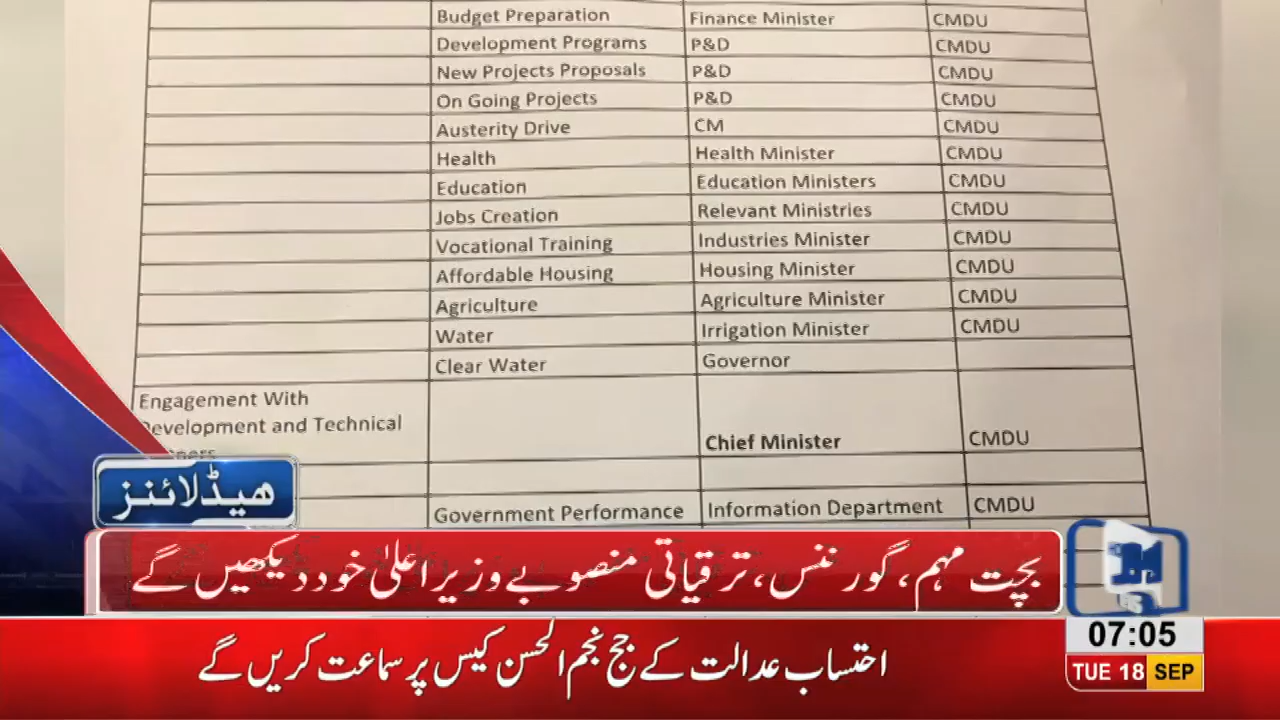 Budget Preparation Finance Minister CMDU
Development Programs P&D CMDU
New Projects Proposals P&D CMDU
On Going Projects P&D CMDU
Austerity Drive CM CMDU
Health Health Minister CMDU
Education Education Ministers CMDU
Jobs Creation Relevant Ministries CMDU
Vocational Training Industries Minister CMDU
Affordable Housing Housing Minister CMDU
Agriculture Agriculture Minister CMDU
Water Irrigation Minister CMDU
Clear Water Governor
Engagement With
Development and Technical
Chief Minister CMDU
Government Performance Information Department CMDU
ہیڈلائنز
بچت مہم، گورننس، ترقیاتی منصوبے وزیراعلیٰ خود دیکھیں گے
احتساب عدالت کے جج نجم الحسن کیس پر سماعت کریں گے
07:05
TUE 18 SEP